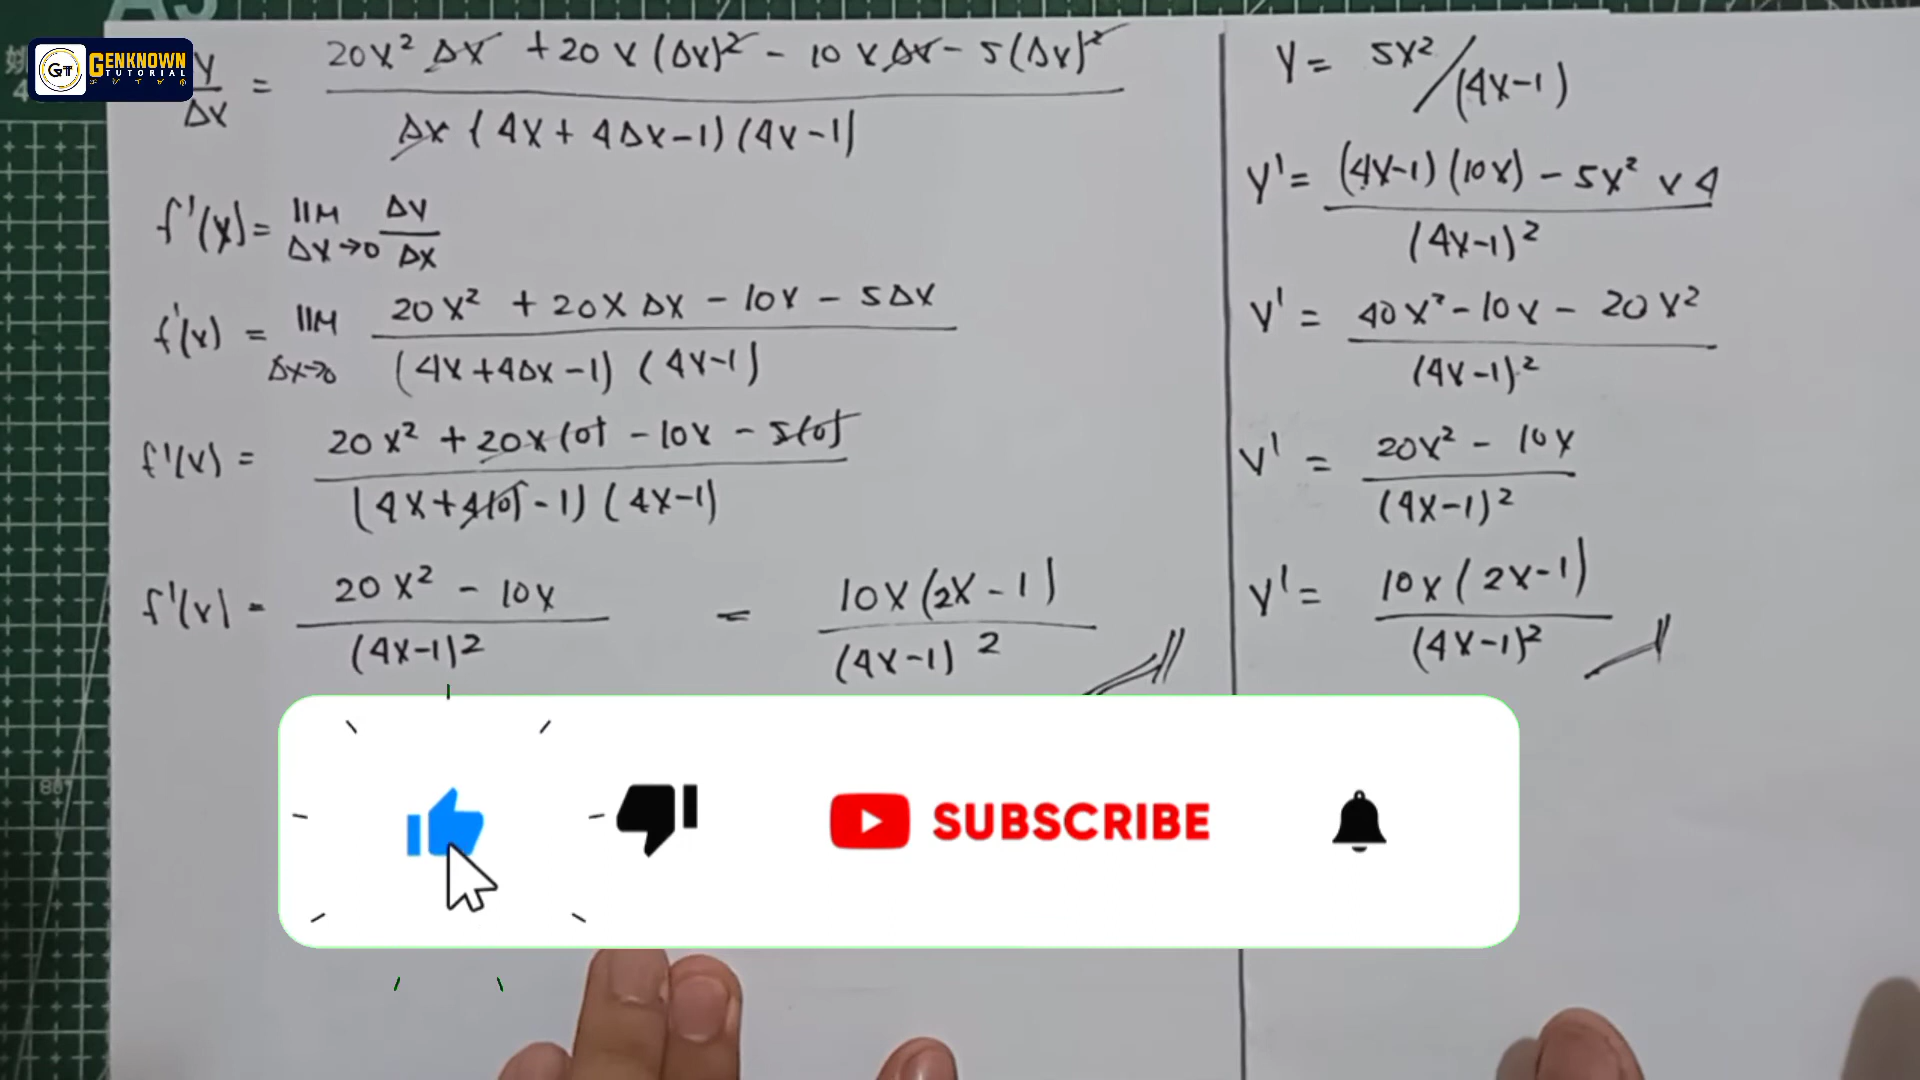 GENKNOWN
TUTORIAL
GT
Y/ΔX = 20X² ΔX + 20X(ΔX)² - 10XΔX - 5(ΔX)² / ΔX (4X + 4ΔX - 1)(4X - 1)
f'(x) = lIM ΔX→0 ΔY/ΔX
f'(x) = lIM ΔX→0 20X² + 20XΔX - 10X - 5ΔX / (4X + 4ΔX - 1)(4X - 1)
f'(x) = 20X² + 20X(0) - 10X - 5(0) / (4X + 4(0) - 1)(4X - 1)
f'(x) = 20X² - 10X / (4X - 1)² = 10X(2X - 1) / (4X - 1)²
Y = 5X²/(4X-1)
Y' = (4X-1)(10X) - 5X² x 4 / (4X-1)²
Y' = 40X² - 10X - 20X² / (4X-1)²
Y' = 20X² - 10X / (4X-1)²
Y' = 10X(2X-1) / (4X-1)²
SUBSCRIBE